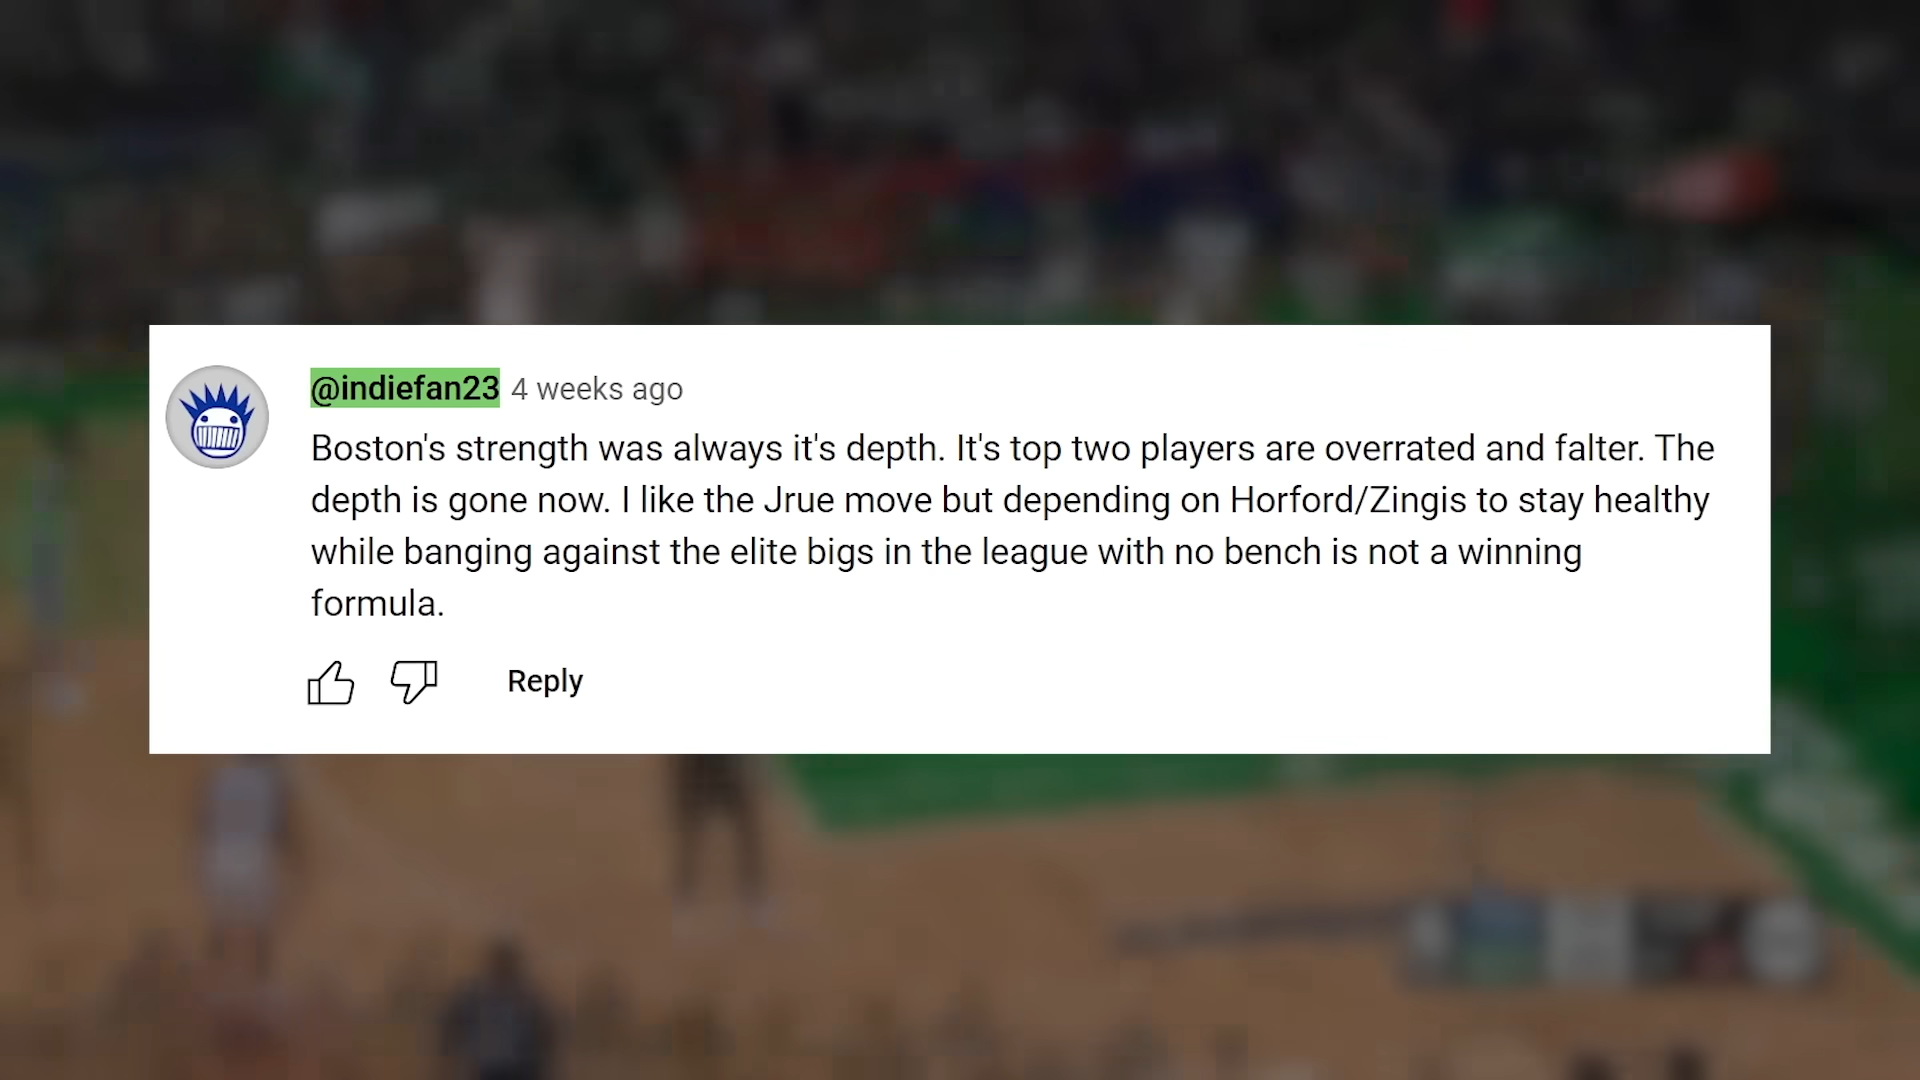 @indiefan23 4 weeks ago
Boston's strength was always it's depth. It's top two players are overrated and falter. The
depth is gone now. I like the Jrue move but depending on Horford/Zingis to stay healthy
while banging against the elite bigs in the league with no bench is not a winning
formula.
Reply